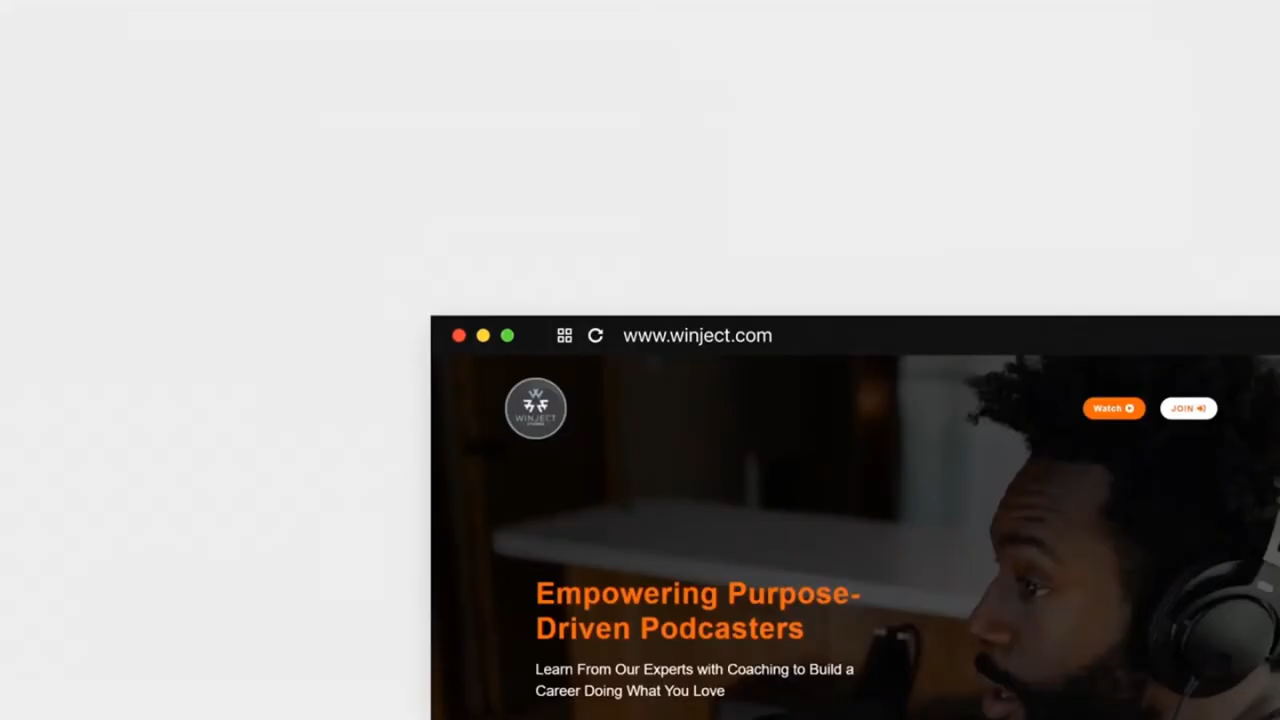 www.winject.com
WINJECT
Watch
JOIN
Empowering Purpose-
Driven Podcasters
Learn From Our Experts with Coaching to Build a
Career Doing What You Love